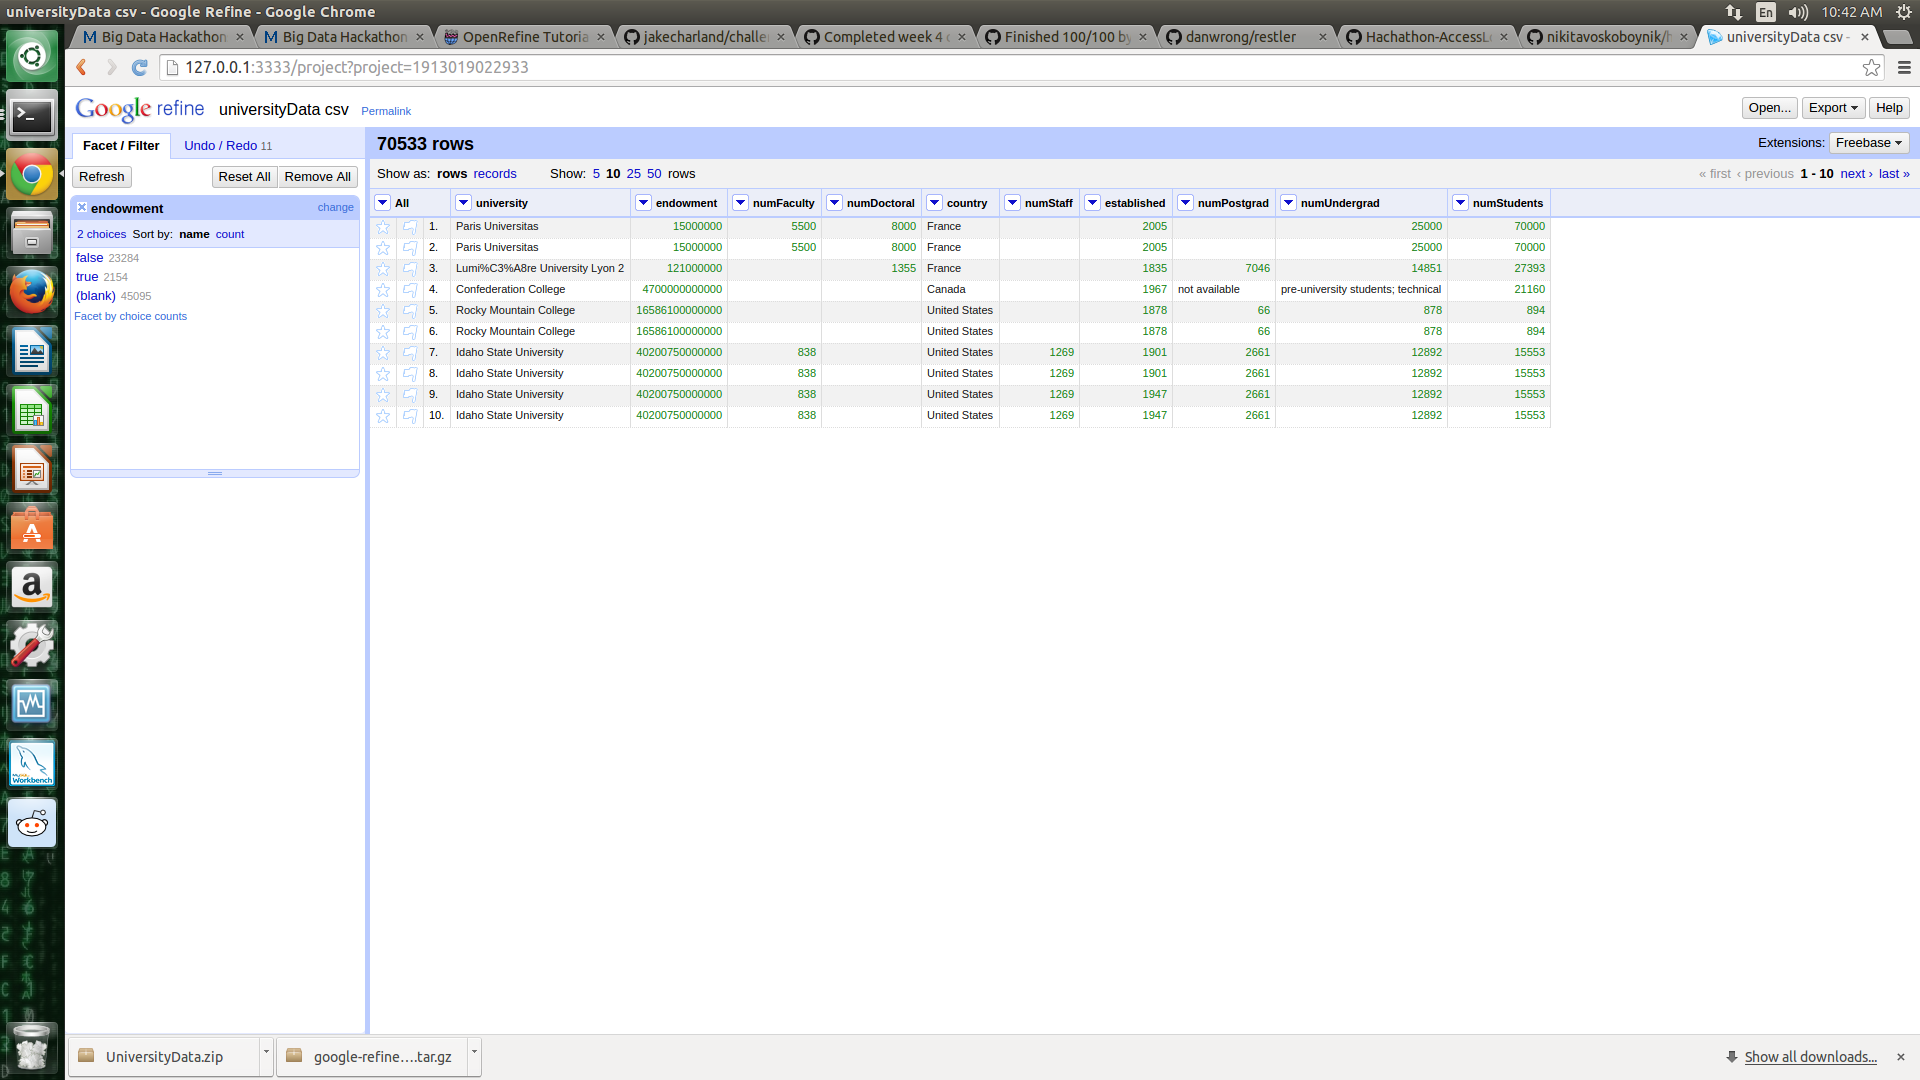 universityData csv - Google Refine - Google Chrome
En 10:42 AM
Big Data Hackathon × Big Data Hackathon × OpenRefine Tutoria × jakecharland/challe × Completed week 4 × Finished 100/100 by × danwrong/restler × Hachathon-AccessL × nikitavoskoboynik/h × universityData csv - ×
127.0.0.1:3333/project?project=1913019022933
Google refine universityData csv Permalink Open... Export Help
Facet / Filter Undo / Redo 11 70533 rows Extensions: Freebase
Refresh Reset All Remove All Show as: rows records Show: 5 10 25 50 rows « first ‹ previous 1 - 10 next › last »
endowment change
2 choices Sort by: name count
false 23284
true 2154
(blank) 45095
Facet by choice counts
All university endowment numFaculty numDoctoral country numStaff established numPostgrad numUndergrad numStudents
1. Paris Universitas 15000000 5500 8000 France 2005 25000 70000
2. Paris Universitas 15000000 5500 8000 France 2005 25000 70000
3. Lumi%C3%A8re University Lyon 2 121000000 1355 France 1835 7046 14851 27393
4. Confederation College 4700000000000 Canada 1967 not available pre-university students; technical 21160
5. Rocky Mountain College 16586100000000 United States 1878 66 878 894
6. Rocky Mountain College 16586100000000 United States 1878 66 878 894
7. Idaho State University 40200750000000 838 United States 1269 1901 2661 12892 15553
8. Idaho State University 40200750000000 838 United States 1269 1901 2661 12892 15553
9. Idaho State University 40200750000000 838 United States 1269 1947 2661 12892 15553
10. Idaho State University 40200750000000 838 United States 1269 1947 2661 12892 15553
Workbench
UniversityData.zip google-refine-....tar.gz Show all downloads... ×